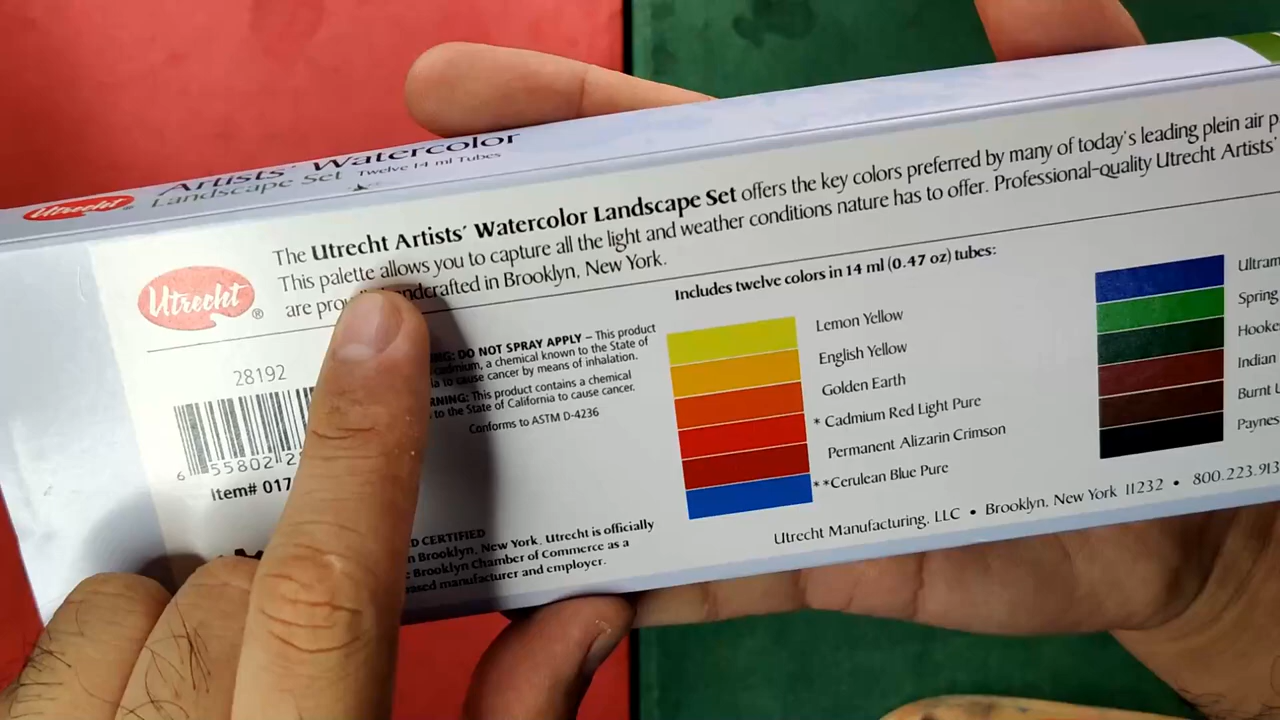 Utrecht®
Artists' Watercolor
Landscape Set Twelve 14 ml Tubes
The Utrecht Artists' Watercolor Landscape Set offers the key colors preferred by many of today's leading plein air
This palette allows you to capture all the light and weather conditions nature has to offer. Professional-quality Utrecht Artists'
are handcrafted in Brooklyn, New York.
Utrecht®
28192
6 55802
Item# 017
DO NOT SPRAY APPLY – This product
cadmium, a chemical known to the State of
to cause cancer by means of inhalation.
This product contains a chemical
to the State of California to cause cancer.
Conforms to ASTM D-4236
CERTIFIED
Brooklyn, New York, Utrecht is officially
Brooklyn Chamber of Commerce as a
manufacturer and employer.
Includes twelve colors in 14 ml (0.47 oz) tubes:
Lemon Yellow
English Yellow
Golden Earth
* Cadmium Red Light Pure
Permanent Alizarin Crimson
**Cerulean Blue Pure
Spring
Indian
Burnt
Utrecht Manufacturing, LLC • Brooklyn, New York 11232 • 800.223.913